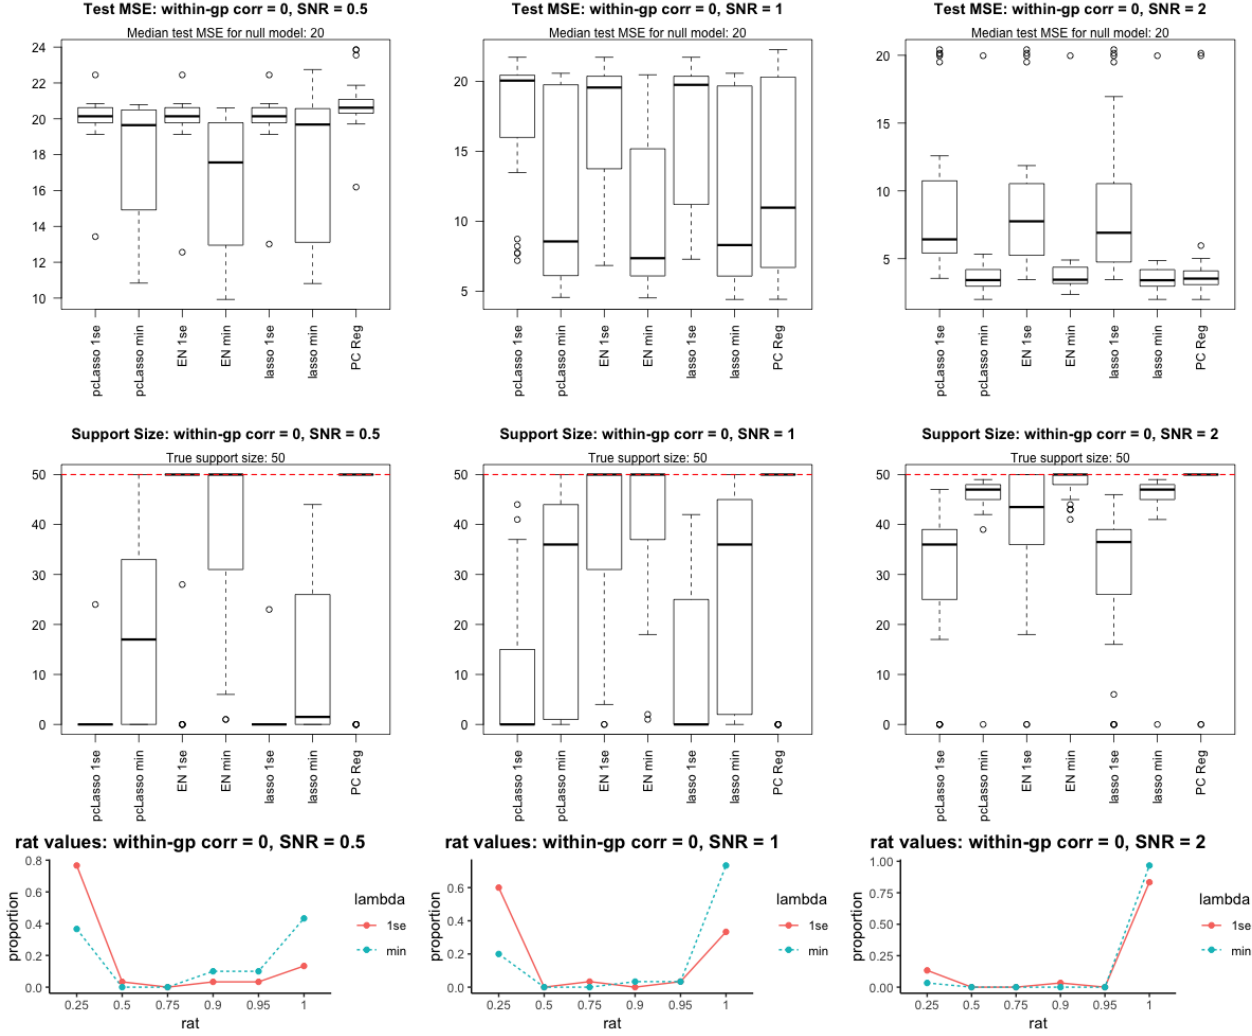 Test MSE: within-gp corr = 0, SNR = 0.5
Median test MSE for null model: 20
24
22
20
18
16
14
12
10
pcLasso 1se
pcLasso min
EN 1se
EN min
lasso 1se
lasso min
PC Reg
Test MSE: within-gp corr = 0, SNR = 1
Median test MSE for null model: 20
20
15
10
5
pcLasso 1se
pcLasso min
EN 1se
EN min
lasso 1se
lasso min
PC Reg
Test MSE: within-gp corr = 0, SNR = 2
Median test MSE for null model: 20
20
15
10
5
pcLasso 1se
pcLasso min
EN 1se
EN min
lasso 1se
lasso min
PC Reg
Support Size: within-gp corr = 0, SNR = 0.5
True support size: 50
50
40
30
20
10
0
pcLasso 1se
pcLasso min
EN 1se
EN min
lasso 1se
lasso min
PC Reg
Support Size: within-gp corr = 0, SNR = 1
True support size: 50
50
40
30
20
10
0
pcLasso 1se
pcLasso min
EN 1se
EN min
lasso 1se
lasso min
PC Reg
Support Size: within-gp corr = 0, SNR = 2
True support size: 50
50
40
30
20
10
0
pcLasso 1se
pcLasso min
EN 1se
EN min
lasso 1se
lasso min
PC Reg
rat values: within-gp corr = 0, SNR = 0.5
proportion
0.8
0.6
0.4
0.2
0.0
0.25 0.5 0.75 0.9 0.95 1
rat
lambda
1se
min
rat values: within-gp corr = 0, SNR = 1
proportion
0.6
0.4
0.2
0.0
0.25 0.5 0.75 0.9 0.95 1
rat
lambda
1se
min
rat values: within-gp corr = 0, SNR = 2
proportion
1.00
0.75
0.50
0.25
0.00
0.25 0.5 0.75 0.9 0.95 1
rat
lambda
1se
min